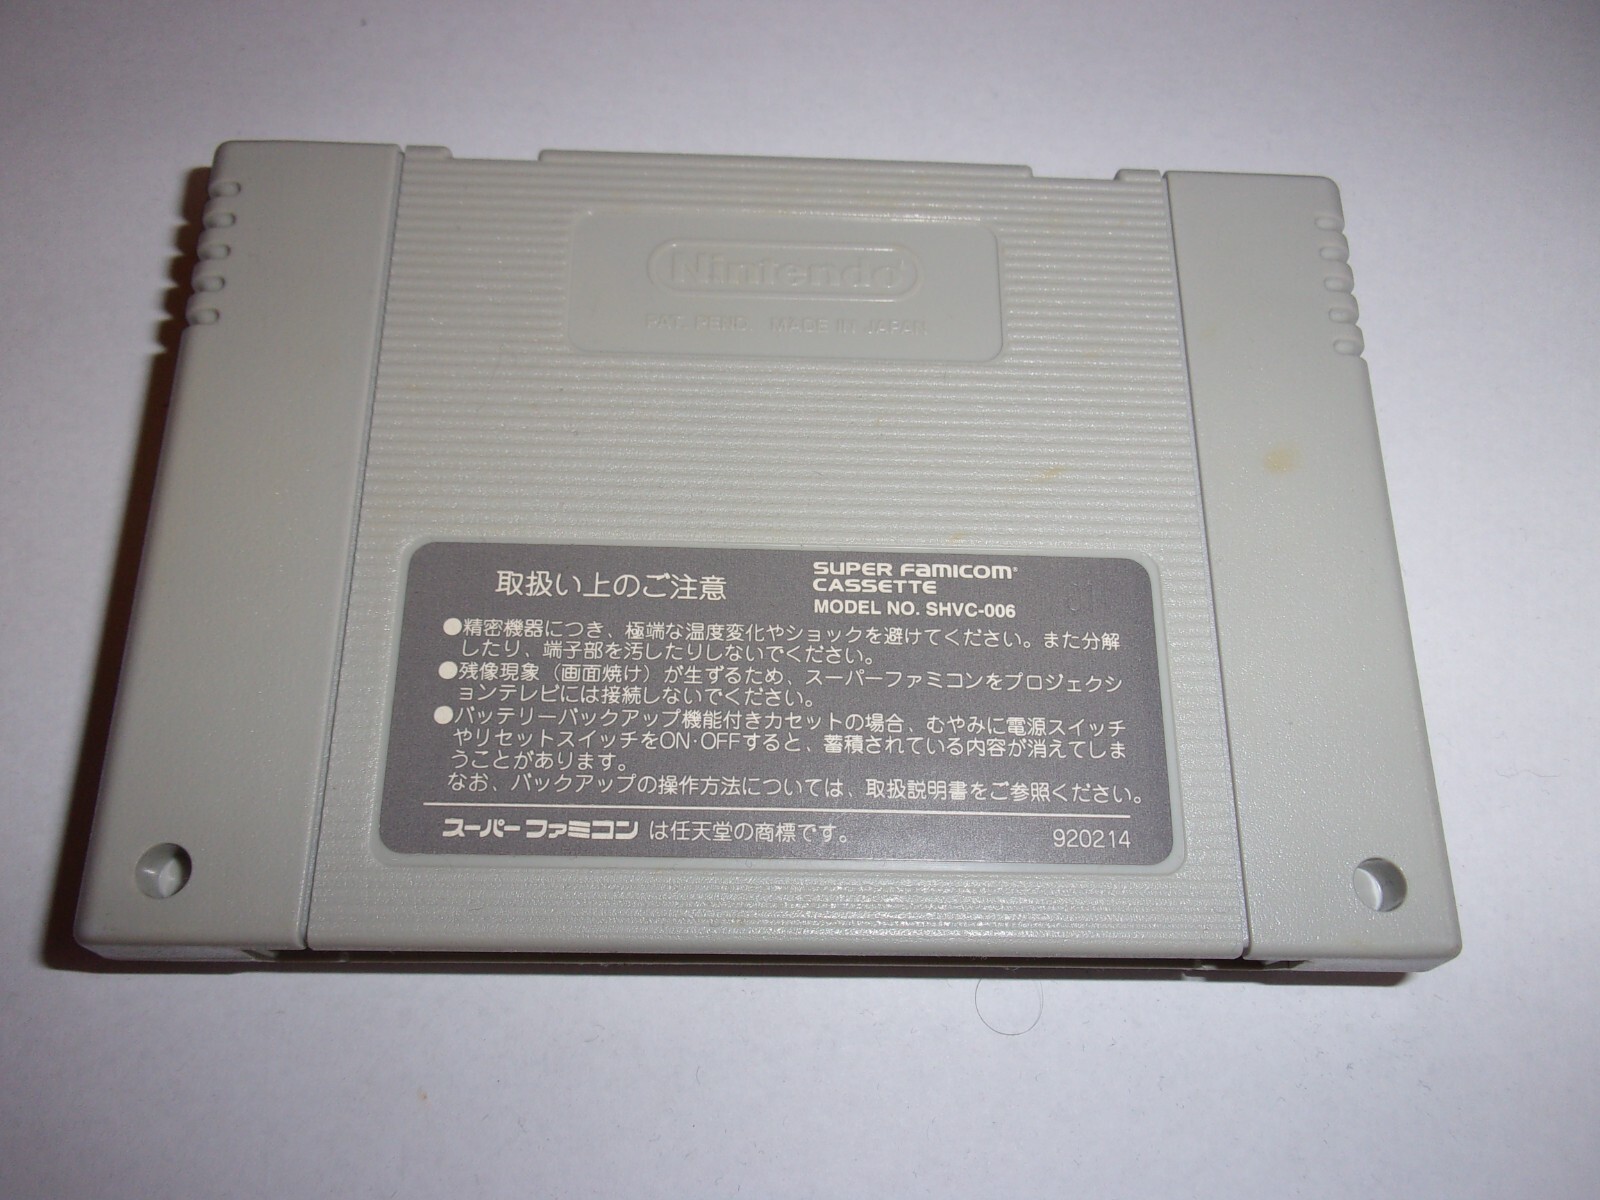 Nintendo
PAT. PEND. MADE IN JAPAN
取扱い上のご注意
SUPER FAMICOM®
CASSETTE
MODEL NO. SHVC-006
●精密機器につき、極端な温度変化やショックを避けてください。また分解
したり、端子部を汚したりしないでください。
●残像現象（画面焼け）が生ずるため、スーパーファミコンをプロジェクシ
ョンテレビには接続しないでください。
●バッテリーバックアップ機能付きカセットの場合、むやみに電源スイッチ
やリセットスイッチをON·OFFすると、蓄積されている内容が消えてしま
うことがあります。
なお、バックアップの操作方法については、取扱説明書をご参照ください。
スーパーファミコンは任天堂の商標です。
920214